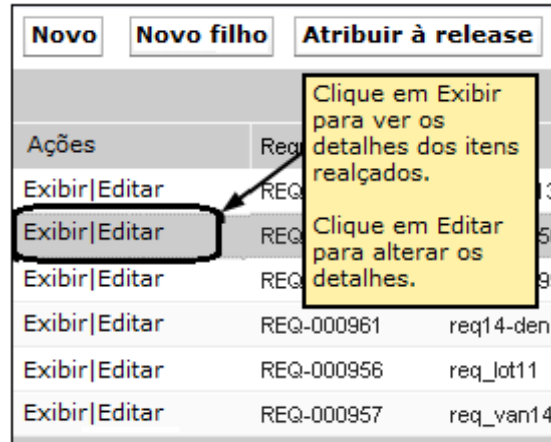 Novo Novo filho Atribuir à release
Clique em Exibir
para ver os
detalhes dos itens
realçados.
Clique em Editar
para alterar os
detalhes.
Ações
Exibir|Editar
Exibir|Editar
Exibir|Editar
Exibir|Editar REQ-000961 req14-den
Exibir|Editar REQ-000956 req_lot11
Exibir|Editar REQ-000957 req_van14